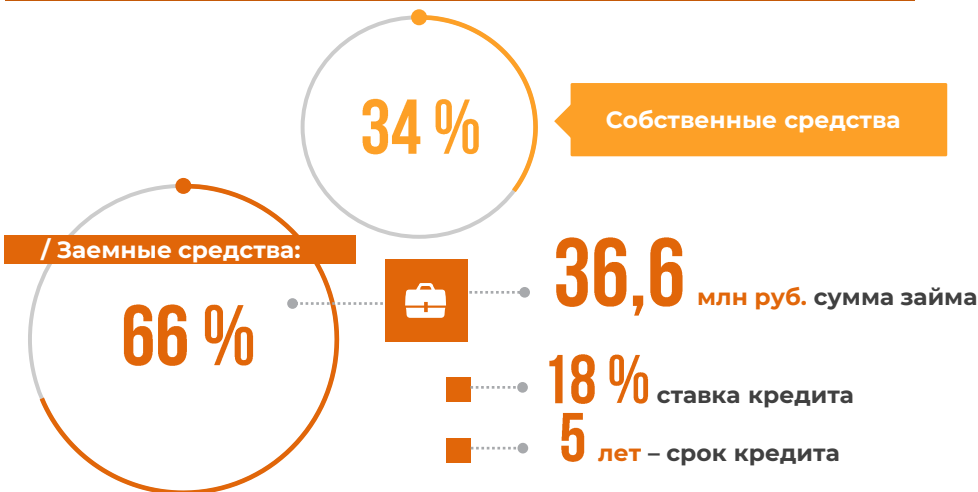 34 %
Собственные средства
/ Заемные средства:
66 %
36,6 млн руб. сумма займа
18 % ставка кредита
5 лет – срок кредита